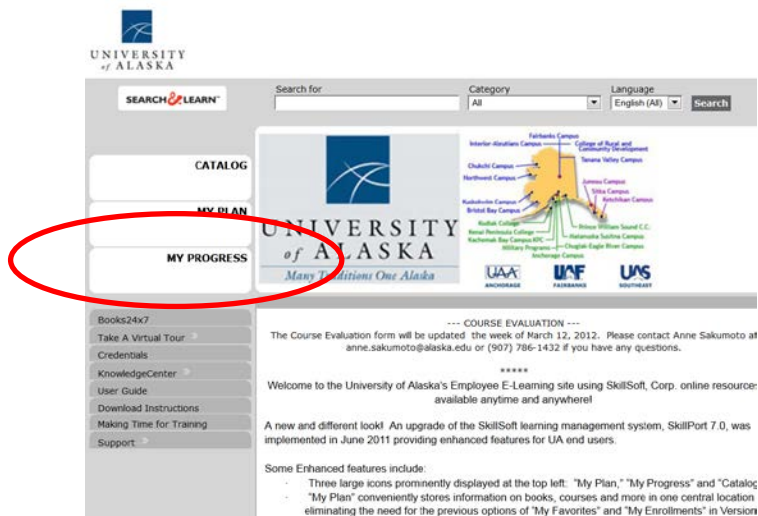 UNIVERSITY
of ALASKA
SEARCH & LEARN™
Search for
Category
Language
All
English (All)
Search
CATALOG
MY PLAN
MY PROGRESS
UNIVERSITY
of ALASKA
Many Traditions One Alaska
Fairbanks Campus
Interior-Aleutians Campus
College of Rural and
Community Development
Tanana Valley Campus
Chukchi Campus
Northwest Campus
Juneau Campus
Sitka Campus
Ketchikan Campus
Kuskokwim Campus
Bristol Bay Campus
Kodiak College
Prince William Sound C.C.
Kenai Peninsula College
Matanuska Susitna Campus
Kachemak Bay Campus KPC
Military Programs
Chugiak Eagle River Campus
Anchorage Campus
UAA
ANCHORAGE
UAF
FAIRBANKS
UAS
SOUTHEAST
Books24x7
Take A Virtual Tour
Credentials
KnowledgeCenter
User Guide
Download Instructions
Making Time for Training
Support
--- COURSE EVALUATION ---
The Course Evaluation form will be updated the week of March 12, 2012. Please contact Anne Sakumoto at
anne.sakumoto@alaska.edu or (907) 786-1432 if you have any questions.
*****
Welcome to the University of Alaska's Employee E-Learning site using SkillSoft, Corp. online resources
available anytime and anywhere!
A new and different look! An upgrade of the SkillSoft learning management system, SkillPort 7.0, was
implemented in June 2011 providing enhanced features for UA end users.
Some Enhanced features include:
· Three large icons prominently displayed at the top left: "My Plan," "My Progress" and "Catalog
· "My Plan" conveniently stores information on books, courses and more in one central location
eliminating the need for the previous options of "My Favorites" and "My Enrollments" in Version